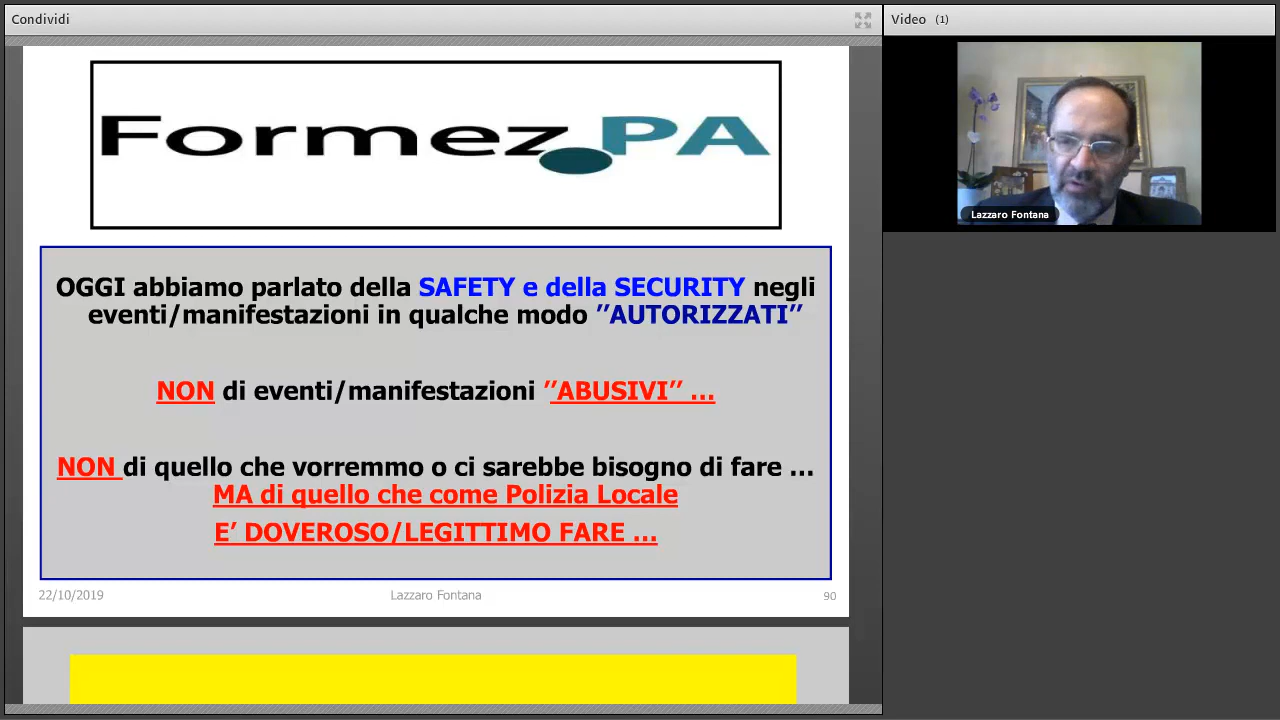 Condividi
Video (1)
Formez.PA
Lazzaro Fontana
OGGI abbiamo parlato della SAFETY e della SECURITY negli
eventi/manifestazioni in qualche modo ”AUTORIZZATI”
NON di eventi/manifestazioni ”ABUSIVI” ...
NON di quello che vorremmo o ci sarebbe bisogno di fare ...
MA di quello che come Polizia Locale
E’ DOVEROSO/LEGITTIMO FARE ...
22/10/2019 Lazzaro Fontana 90